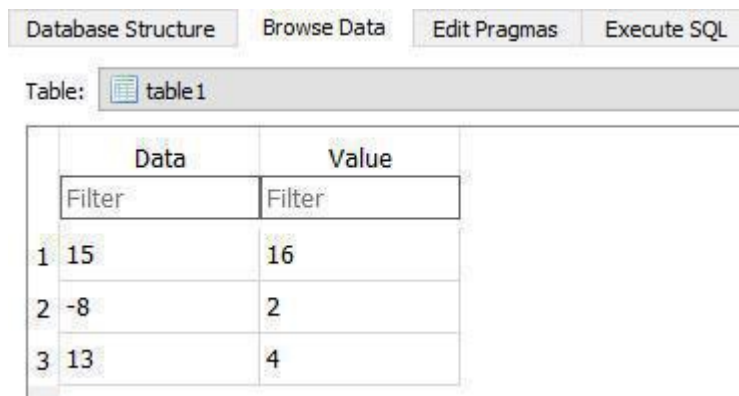 Database Structure Browse Data Edit Pragmas Execute SQL
Table: table1
Data Value
Filter Filter
1 15 16
2 -8 2
3 13 4